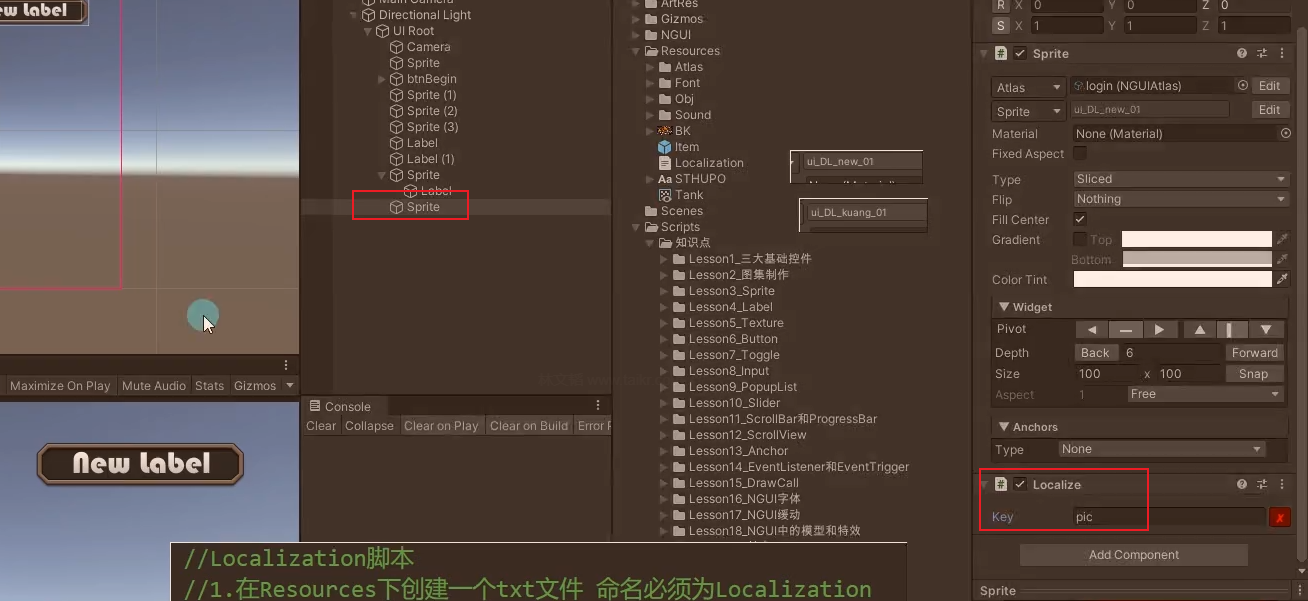 ew Label
Maximize On Play Mute Audio Stats Gizmos
New Label
Directional Light
UI Root
Camera
Sprite
btnBegin
Sprite (1)
Sprite (2)
Sprite (3)
Label
Label (1)
Sprite
Label
Sprite
Console
Clear Collapse Clear on Play Clear on Build Error
ArtRes
Gizmos
NGUI
Resources
Atlas
Font
Obj
Sound
BK
Item
Localization
Aa STHUPO
Tank
Scenes
Scripts
知识点
Lesson1_三大基础控件
Lesson2_图集制作
Lesson3_Sprite
Lesson4_Label
Lesson5_Texture
Lesson6_Button
Lesson7_Toggle
Lesson8_Input
Lesson9_PopupList
Lesson10_Slider
Lesson11_ScrollBar和ProgressBar
Lesson12_ScrollView
Lesson13_Anchor
Lesson14_EventListener和EventTrigger
Lesson15_DrawCall
Lesson16_NGUI字体
Lesson17_NGUI缓动
Lesson18_NGUI中的模型和特效
ui_DL_new_01
ui_DL_kuang_01
R X 0 Y 0 Z 0
S X 1 Y 1 Z 1
# Sprite
Atlas login (NGUIAtlas) Edit
Sprite ui_DL_new_01 Edit
Material None (Material)
Fixed Aspect
Type Sliced
Flip Nothing
Fill Center
Gradient Top
Bottom
Color Tint
Widget
Pivot
Depth Back 6 Forward
Size 100 x 100 Snap
Aspect 1 Free
Anchors
Type None
# Localize
Key pic X
Add Component
Sprite
//Localization脚本
//1.在Resources下创建一个txt文件 命名必须为Localization